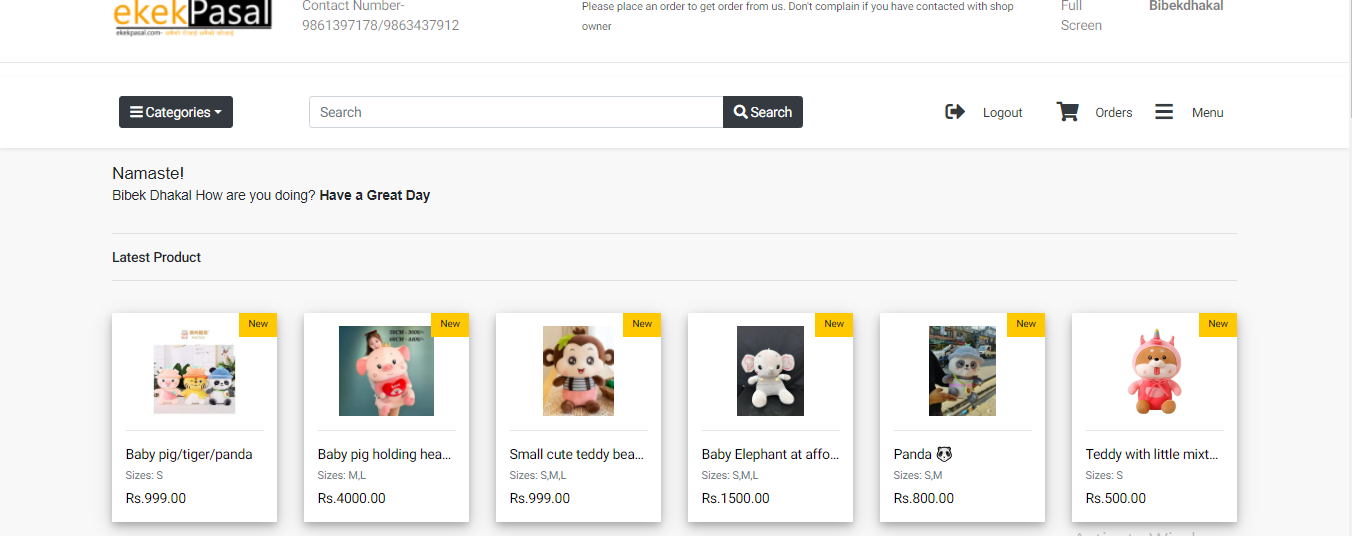 ekekPasal
ekekpasal.com-
Contact Number-
9861397178/9863437912
Please place an order to get order from us. Don't complain if you have contacted with shop
owner
Full
Screen
Bibekdhakal
Categories
Search
Search
Logout
Orders
Menu
Namaste!
Bibek Dhakal How are you doing? Have a Great Day
Latest Product
New
Baby pig/tiger/panda
Sizes: S
Rs.999.00
New
Baby pig holding hea...
Sizes: M,L
Rs.4000.00
New
Small cute teddy bea...
Sizes: S,M,L
Rs.999.00
New
Baby Elephant at affo...
Sizes: S,M,L
Rs.1500.00
New
Panda 🐼
Sizes: S,M
Rs.800.00
New
Teddy with little mixt...
Sizes: S
Rs.500.00